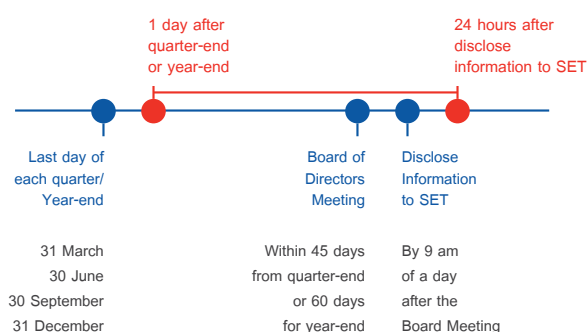 1 day after
quarter-end
or year-end
24 hours after
disclose
information to SET
Last day of
each quarter/
Year-end
Board of
Directors
Meeting
Disclose
Information
to SET
31 March
30 June
30 September
31 December
Within 45 days
from quarter-end
or 60 days
for year-end
By 9 am
of a day
after the
Board Meeting